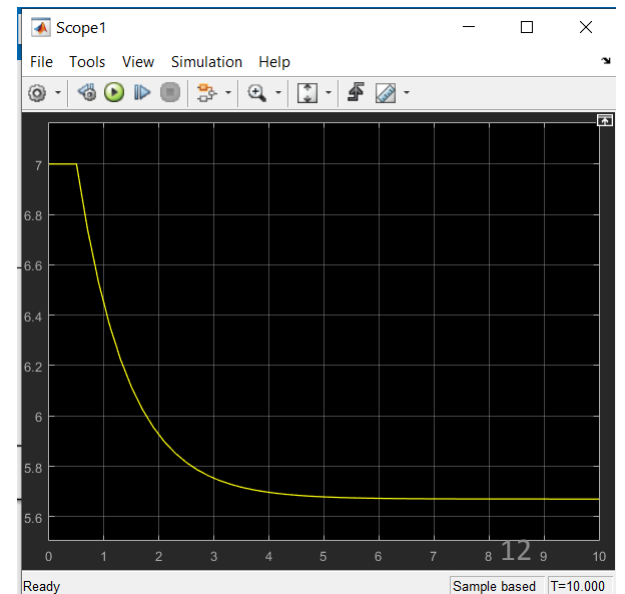 Scope1
File Tools View Simulation Help
7
6.8
6.6
6.4
6.2
6
5.8
5.6
0 1 2 3 4 5 6 7 8 9 10
12
Ready Sample based T=10.000